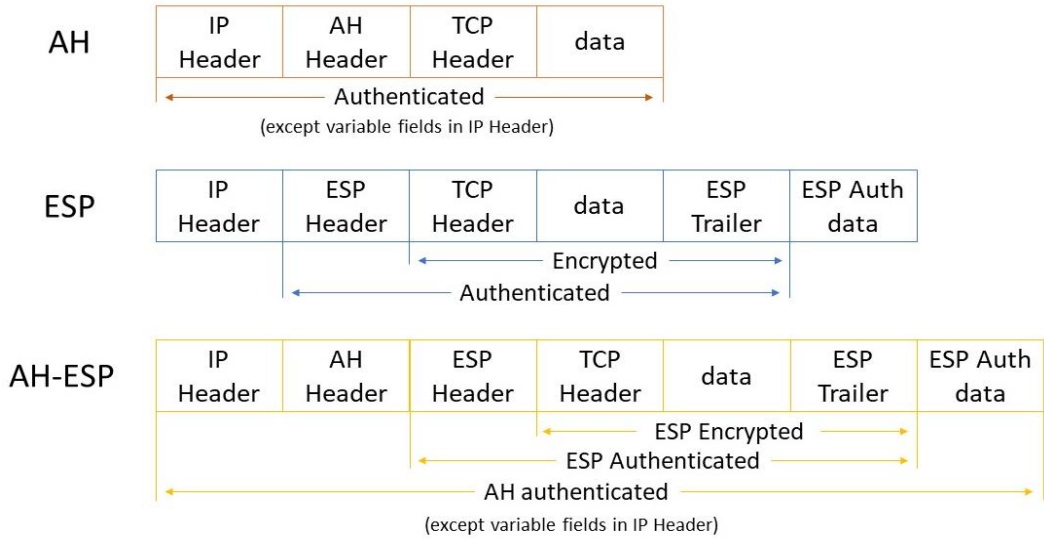 AH
IP Header
AH Header
TCP Header
data
Authenticated
(except variable fields in IP Header)
ESP
IP Header
ESP Header
TCP Header
data
ESP Trailer
ESP Auth data
Encrypted
Authenticated
AH-ESP
IP Header
AH Header
ESP Header
TCP Header
data
ESP Trailer
ESP Auth data
ESP Encrypted
ESP Authenticated
AH authenticated
(except variable fields in IP Header)